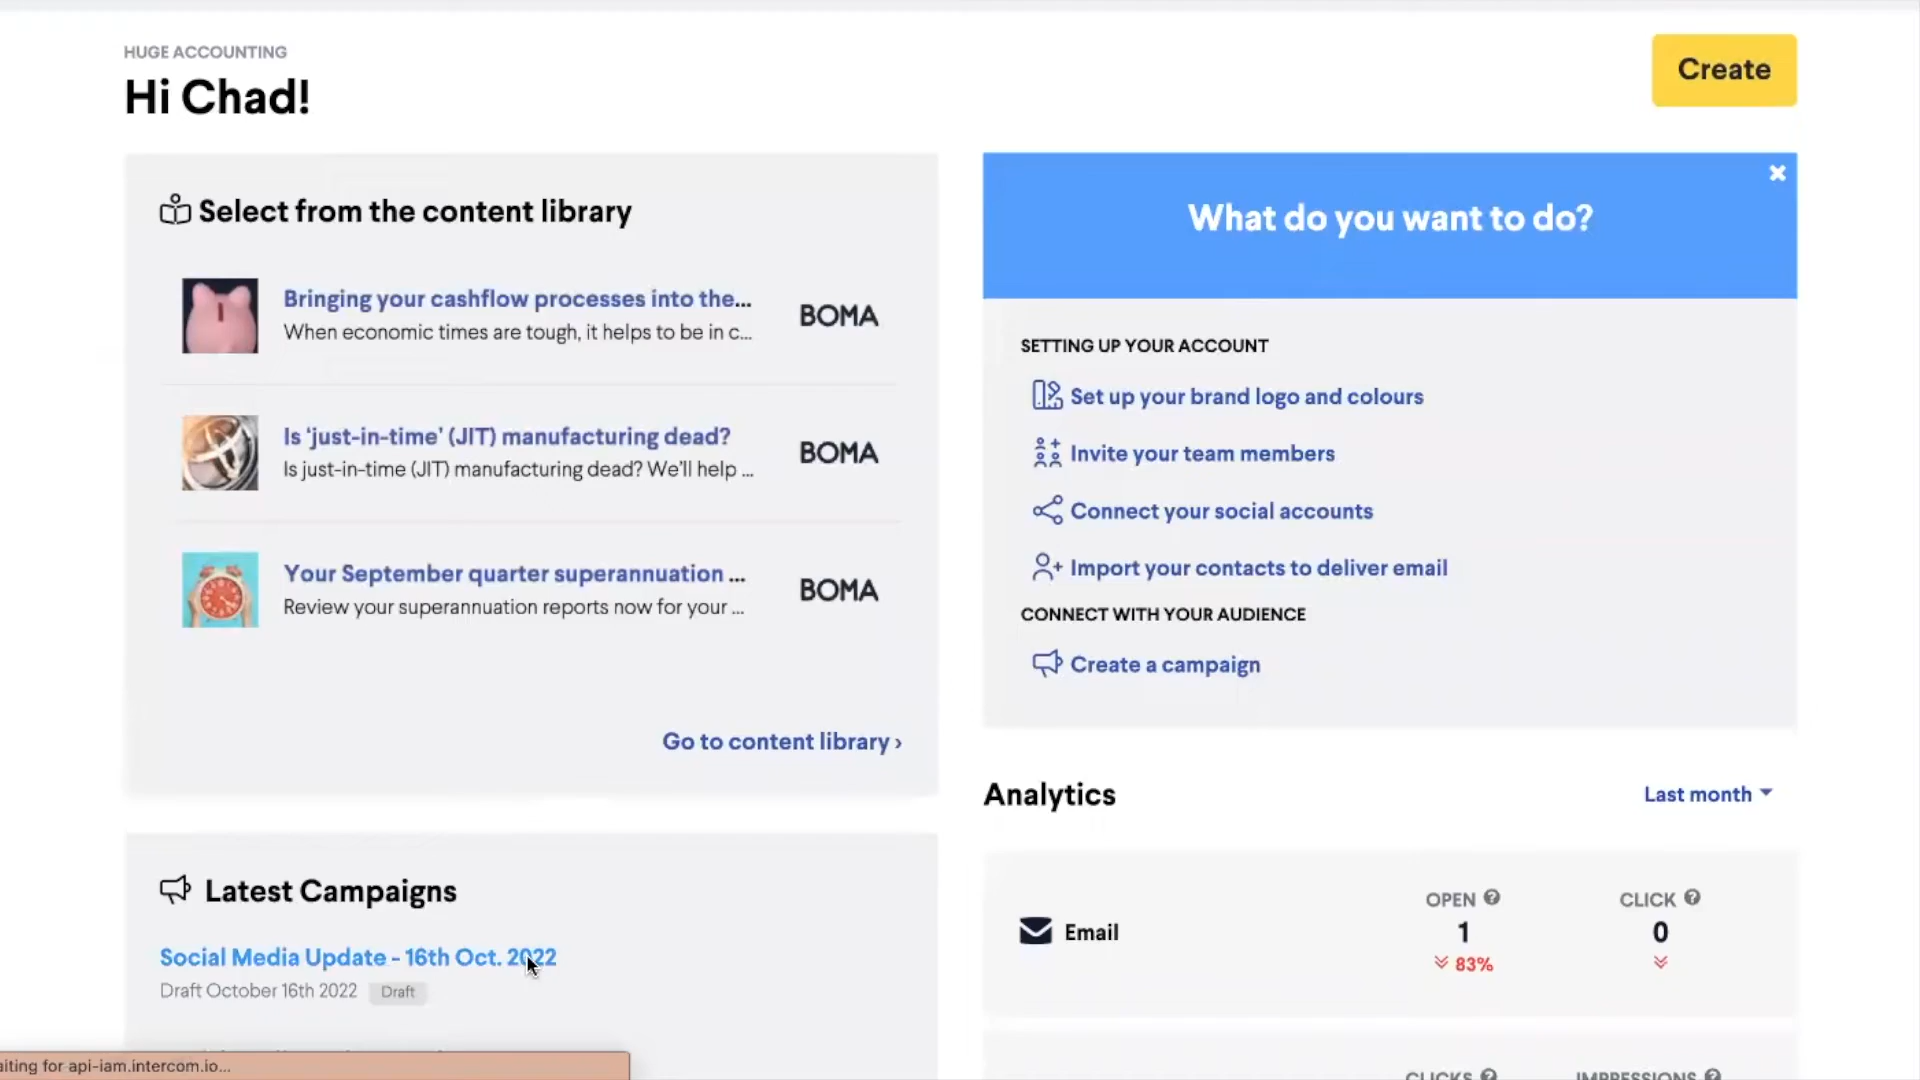 HUGE ACCOUNTING
Hi Chad!
Create
Select from the content library
Bringing your cashflow processes into the...
When economic times are tough, it helps to be in c...
BOMA
Is ‘just-in-time’ (JIT) manufacturing dead?
Is just-in-time (JIT) manufacturing dead? We'll help ...
BOMA
Your September quarter superannuation ...
Review your superannuation reports now for your ...
BOMA
Go to content library ›
What do you want to do?
SETTING UP YOUR ACCOUNT
Set up your brand logo and colours
Invite your team members
Connect your social accounts
Import your contacts to deliver email
CONNECT WITH YOUR AUDIENCE
Create a campaign
Analytics
Last month
Email
OPEN
1
83%
CLICK
0
CLICKS
IMPRESSIONS
Latest Campaigns
Social Media Update - 16th Oct. 2022
Draft October 16th 2022 Draft
aiting for api-iam.intercom.io...